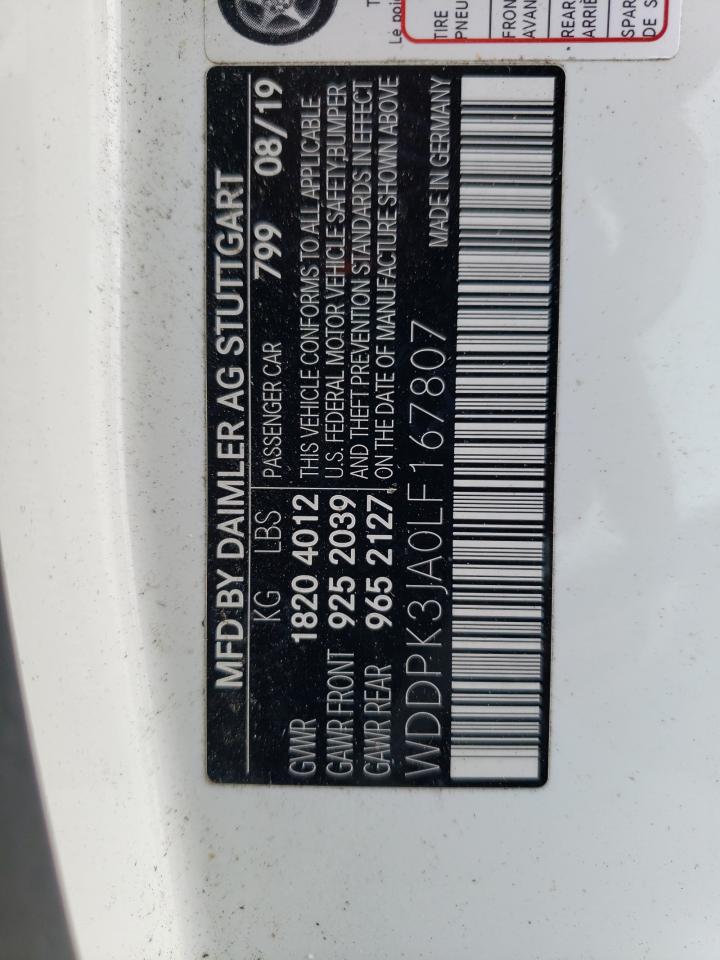 MFD BY DAIMLER AG STUTTGART
KG LBS PASSENGER CAR 799 08/19
GVWR 1820 4012 THIS VEHICLE CONFORMS TO ALL APPLICABLE
GAWR FRONT 925 2039 U.S. FEDERAL MOTOR VEHICLE SAFETY, BUMPER
GAWR REAR 965 2127 AND THEFT PREVENTION STANDARDS IN EFFECT
ON THE DATE OF MANUFACTURE SHOWN ABOVE
WDDPK3JA0LF167807 MADE IN GERMANY
TIRE
PNEU
FRON
AVAN
REAR
ARRIÈ
SPAR
DE S